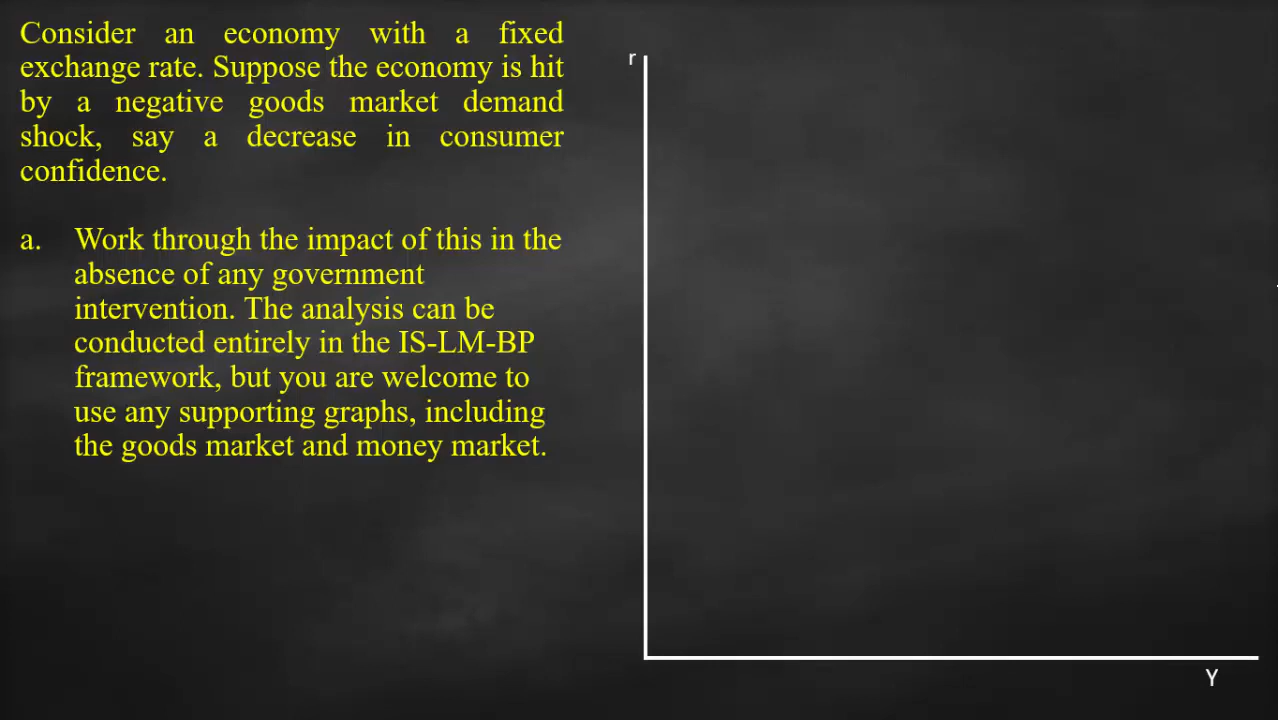 Consider an economy with a fixed
exchange rate. Suppose the economy is hit
by a negative goods market demand
shock, say a decrease in consumer
confidence.
a. Work through the impact of this in the
absence of any government
intervention. The analysis can be
conducted entirely in the IS-LM-BP
framework, but you are welcome to
use any supporting graphs, including
the goods market and money market.
r
Y